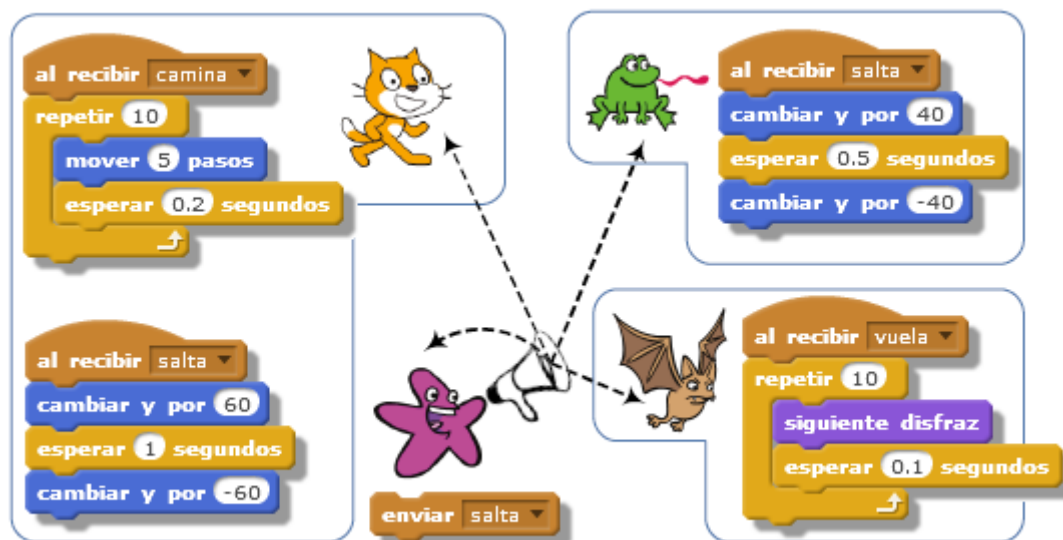 al recibir camina
repetir 10
mover 5 pasos
esperar 0.2 segundos
al recibir salta
cambiar y por 60
esperar 1 segundos
cambiar y por -60
al recibir salta
cambiar y por 40
esperar 0.5 segundos
cambiar y por -40
al recibir vuela
repetir 10
siguiente disfraz
esperar 0.1 segundos
enviar salta